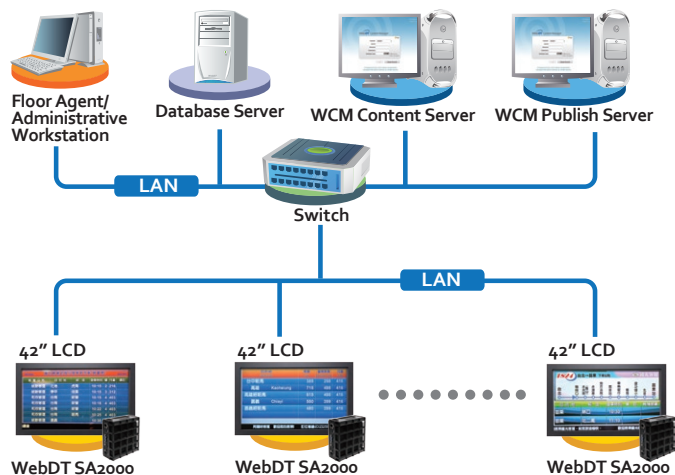 Floor Agent/
Administrative
Workstation
Database Server
WCM Content Server
WCM Publish Server
LAN
Switch
LAN
42" LCD
42" LCD
42" LCD
WebDT SA2000
WebDT SA2000
WebDT SA2000